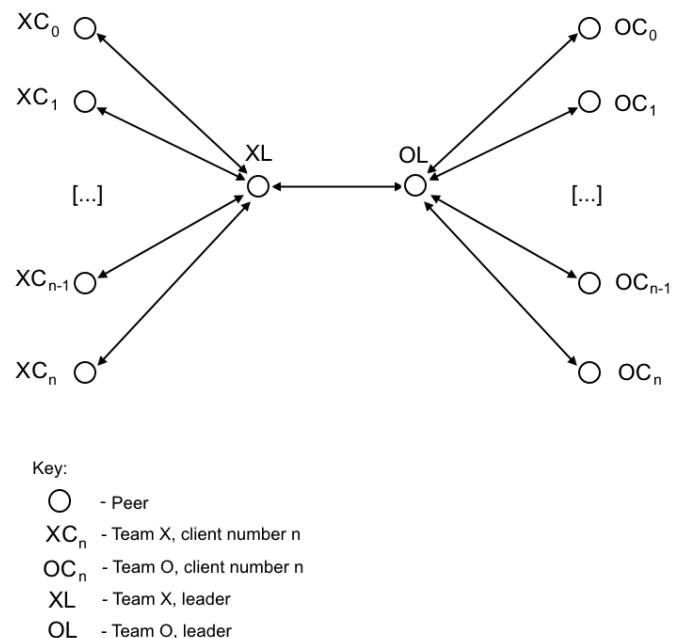 XC₀ OC₀
XC₁ OC₁
XL OL
[...] [...]
XCₙ₋₁ OCₙ₋₁
XCₙ OCₙ
Key:
- Peer
XCₙ - Team X, client number n
OCₙ - Team O, client number n
XL - Team X, leader
OL - Team O, leader